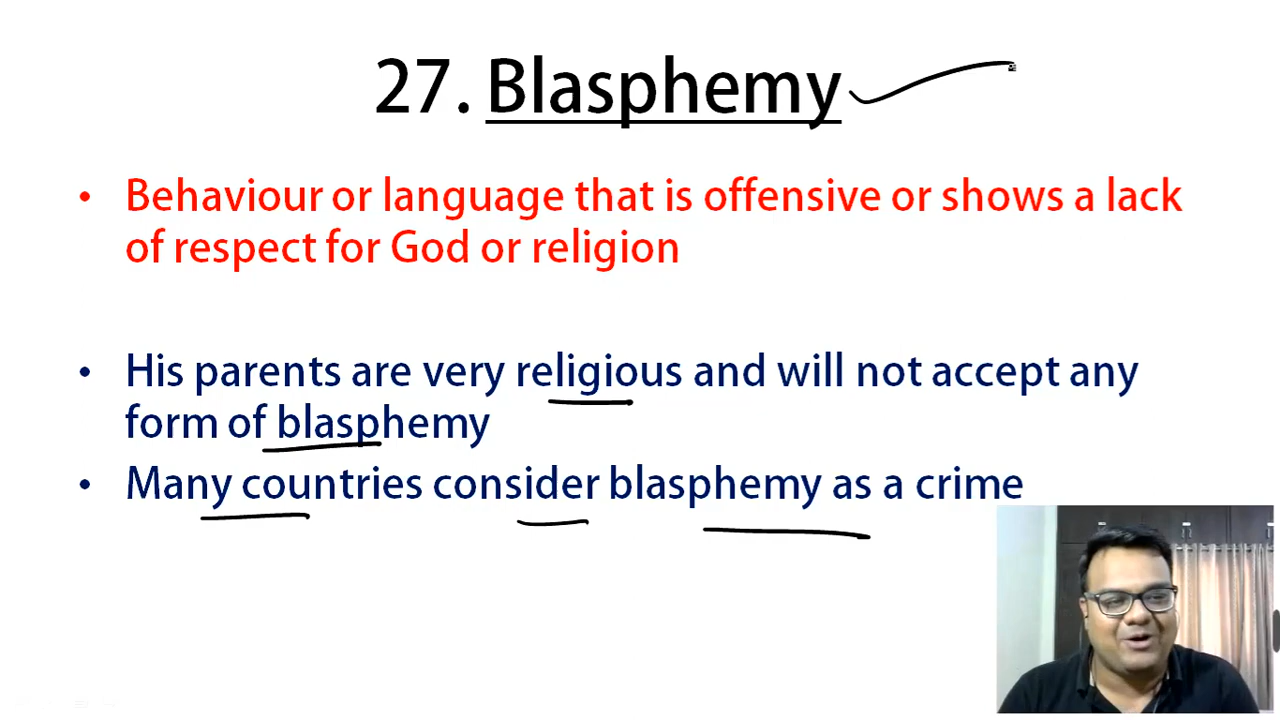 27. Blasphemy
• Behaviour or language that is offensive or shows a lack
of respect for God or religion
• His parents are very religious and will not accept any
form of blasphemy
• Many countries consider blasphemy as a crime